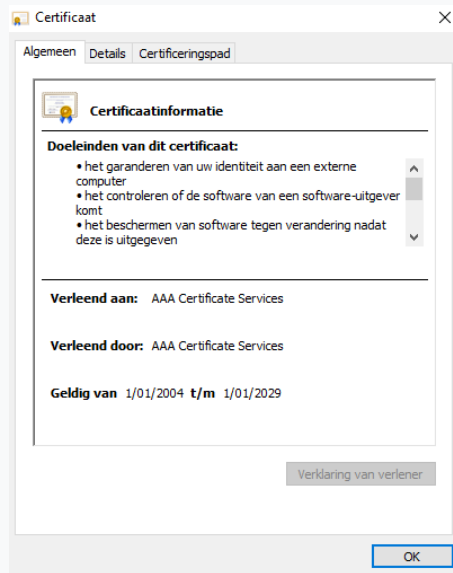 Certificaat
Algemeen Details Certificeringspad
Certificaatinformatie
Doeleinden van dit certificaat:
• het garanderen van uw identiteit aan een externe
computer
• het controleren of de software van een software-uitgever
komt
• het beschermen van software tegen verandering nadat
deze is uitgegeven
Verleend aan: AAA Certificate Services
Verleend door: AAA Certificate Services
Geldig van 1/01/2004 t/m 1/01/2029
Verklaring van verlener
OK